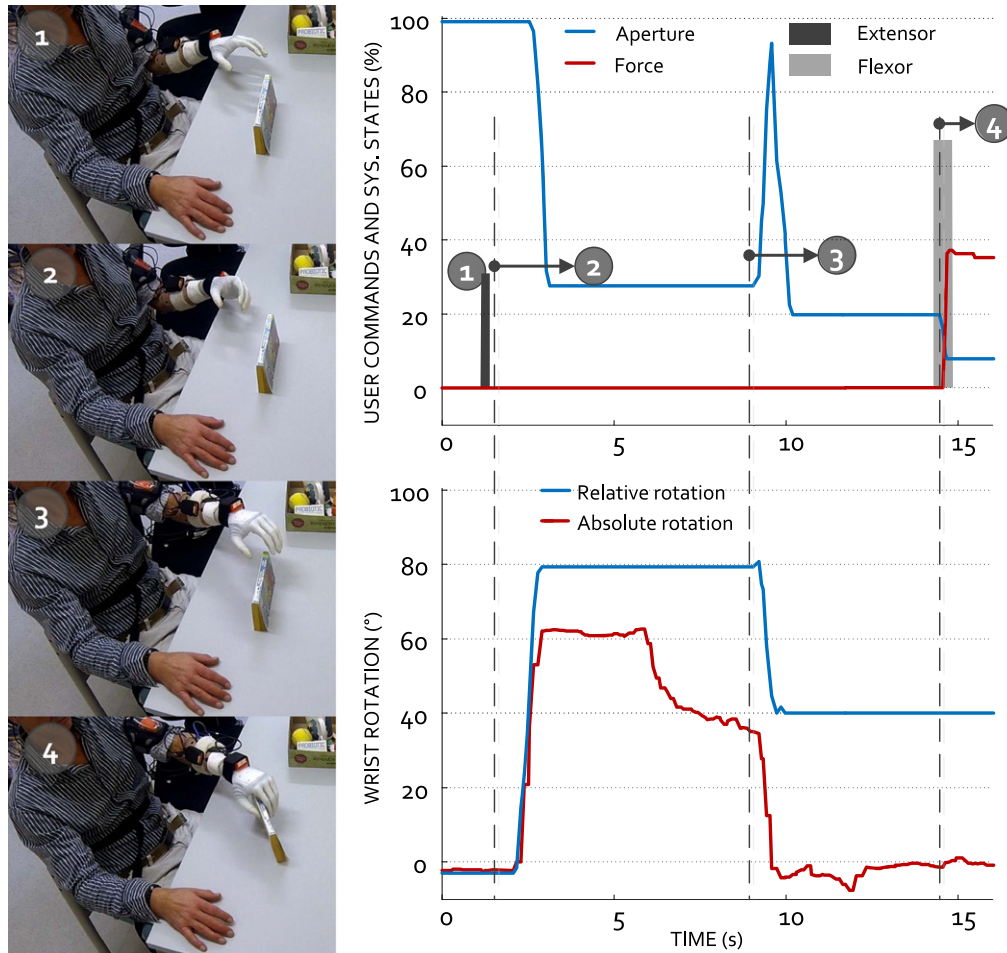 1
2
3
4
PROBIOTIC
USER COMMANDS AND SYS. STATES (%)
100
80
60
40
20
0
Aperture
Force
Extensor
Flexor
1
2
3
4
0
5
10
15
WRIST ROTATION (°)
100
80
60
40
20
0
Relative rotation
Absolute rotation
0
5
10
15
TIME (s)